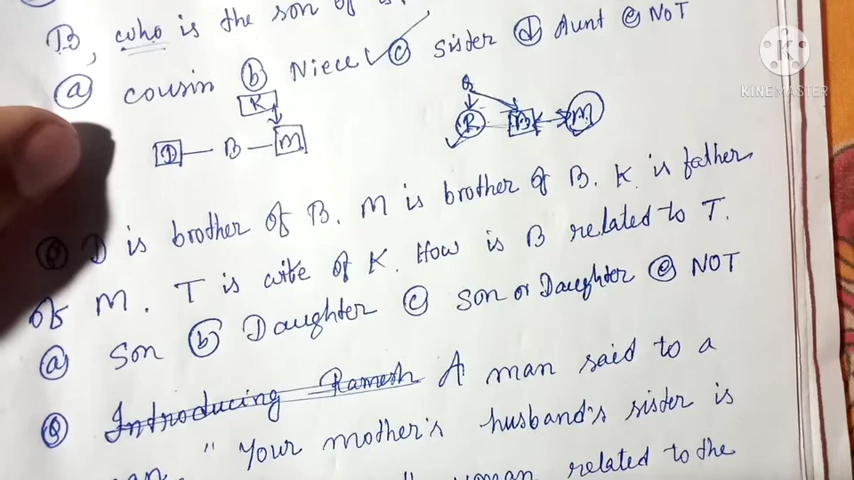 B, who is the son of
(a) cousin (b) Niece (c) Sister (d) Aunt (e) NOT
K
KINEMASTER
R B M
D — B — M
Q D is brother of B. M is brother of B. K is father
of M. T is wife of K. How is B related to T.
(a) Son (b) Daughter (c) Son or Daughter (e) NOT
Q Introducing Ramesh A man said to a
" Your mother's husband's sister is
related to the